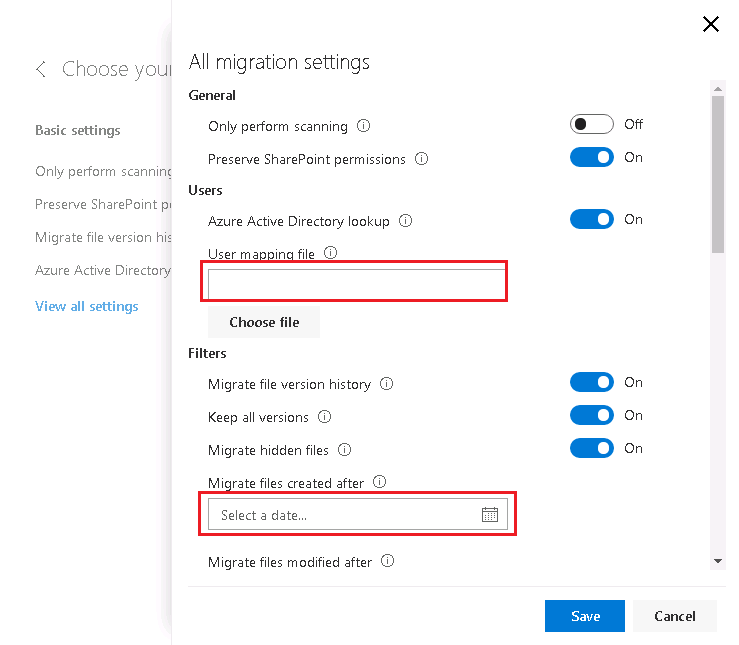 Choose your
Basic settings
Only perform scanning
Preserve SharePoint pe
Migrate file version his
Azure Active Directory
View all settings
All migration settings
General
Only perform scanning Off
Preserve SharePoint permissions On
Users
Azure Active Directory lookup On
User mapping file
Choose file
Filters
Migrate file version history On
Keep all versions On
Migrate hidden files On
Migrate files created after
Select a date...
Migrate files modified after
Save Cancel